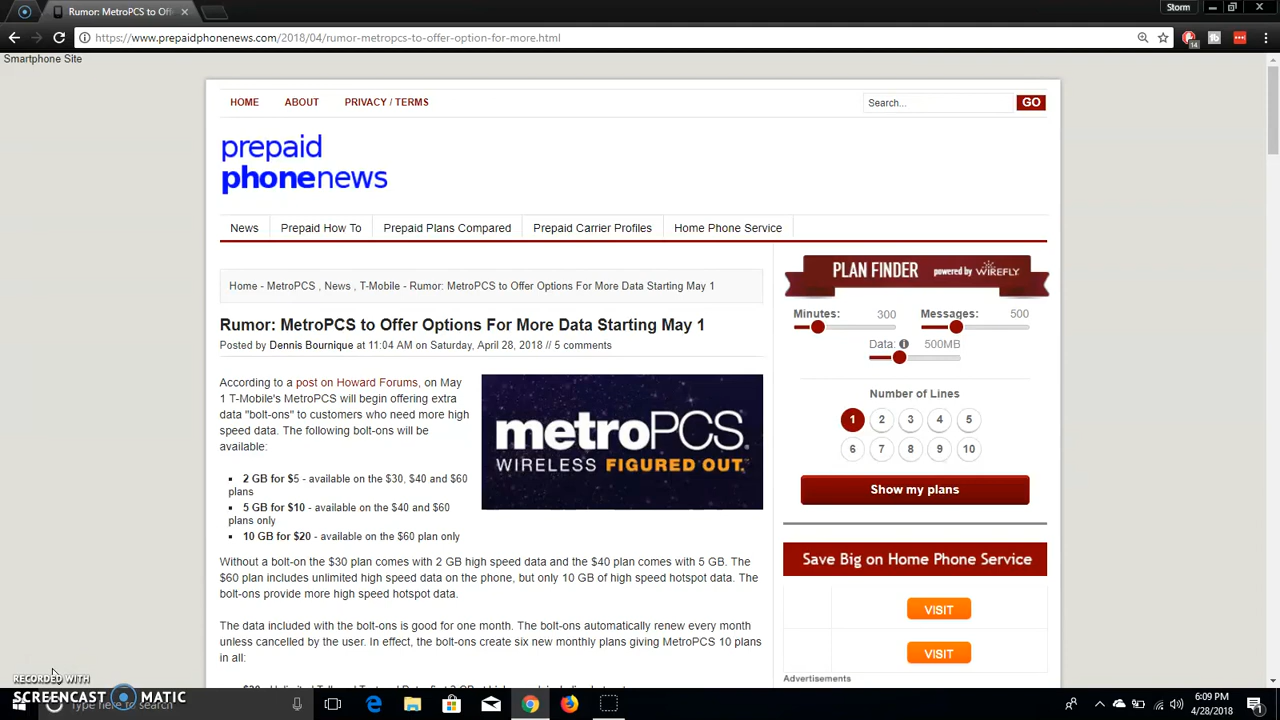 Rumor: MetroPCS to Off
Storm
https://www.prepaidphonenews.com/2018/04/rumor-metropcs-to-offer-option-for-more.html
14
Smartphone Site
HOME ABOUT PRIVACY / TERMS
Search... GO
prepaid
phonenews
News Prepaid How To Prepaid Plans Compared Prepaid Carrier Profiles Home Phone Service
Home - MetroPCS , News , T-Mobile - Rumor: MetroPCS to Offer Options For More Data Starting May 1
Rumor: MetroPCS to Offer Options For More Data Starting May 1
Posted by Dennis Bournique at 11:04 AM on Saturday, April 28, 2018 // 5 comments
According to a post on Howard Forums, on May
1 T-Mobile's MetroPCS will begin offering extra
data "bolt-ons" to customers who need more high
speed data. The following bolt-ons will be
available:
metroPCS.
WIRELESS FIGURED OUT.
2 GB for $5 - available on the $30, $40 and $60
plans
5 GB for $10 - available on the $40 and $60
plans only
10 GB for $20 - available on the $60 plan only
Without a bolt-on the $30 plan comes with 2 GB high speed data and the $40 plan comes with 5 GB. The
$60 plan includes unlimited high speed data on the phone, but only 10 GB of high speed hotspot data. The
bolt-ons provide more high speed hotspot data.
The data included with the bolt-ons is good for one month. The bolt-ons automatically renew every month
unless cancelled by the user. In effect, the bolt-ons create six new monthly plans giving MetroPCS 10 plans
in all:
PLAN FINDER powered by WIREFLY
Minutes: 300 Messages: 500
Data: 500MB
Number of Lines
1 2 3 4 5
6 7 8 9 10
Show my plans
Save Big on Home Phone Service
VISIT
VISIT
Advertisements
RECORDED WITH
SCREENCAST MATIC
Type here to search
6:09 PM
4/28/2018
1